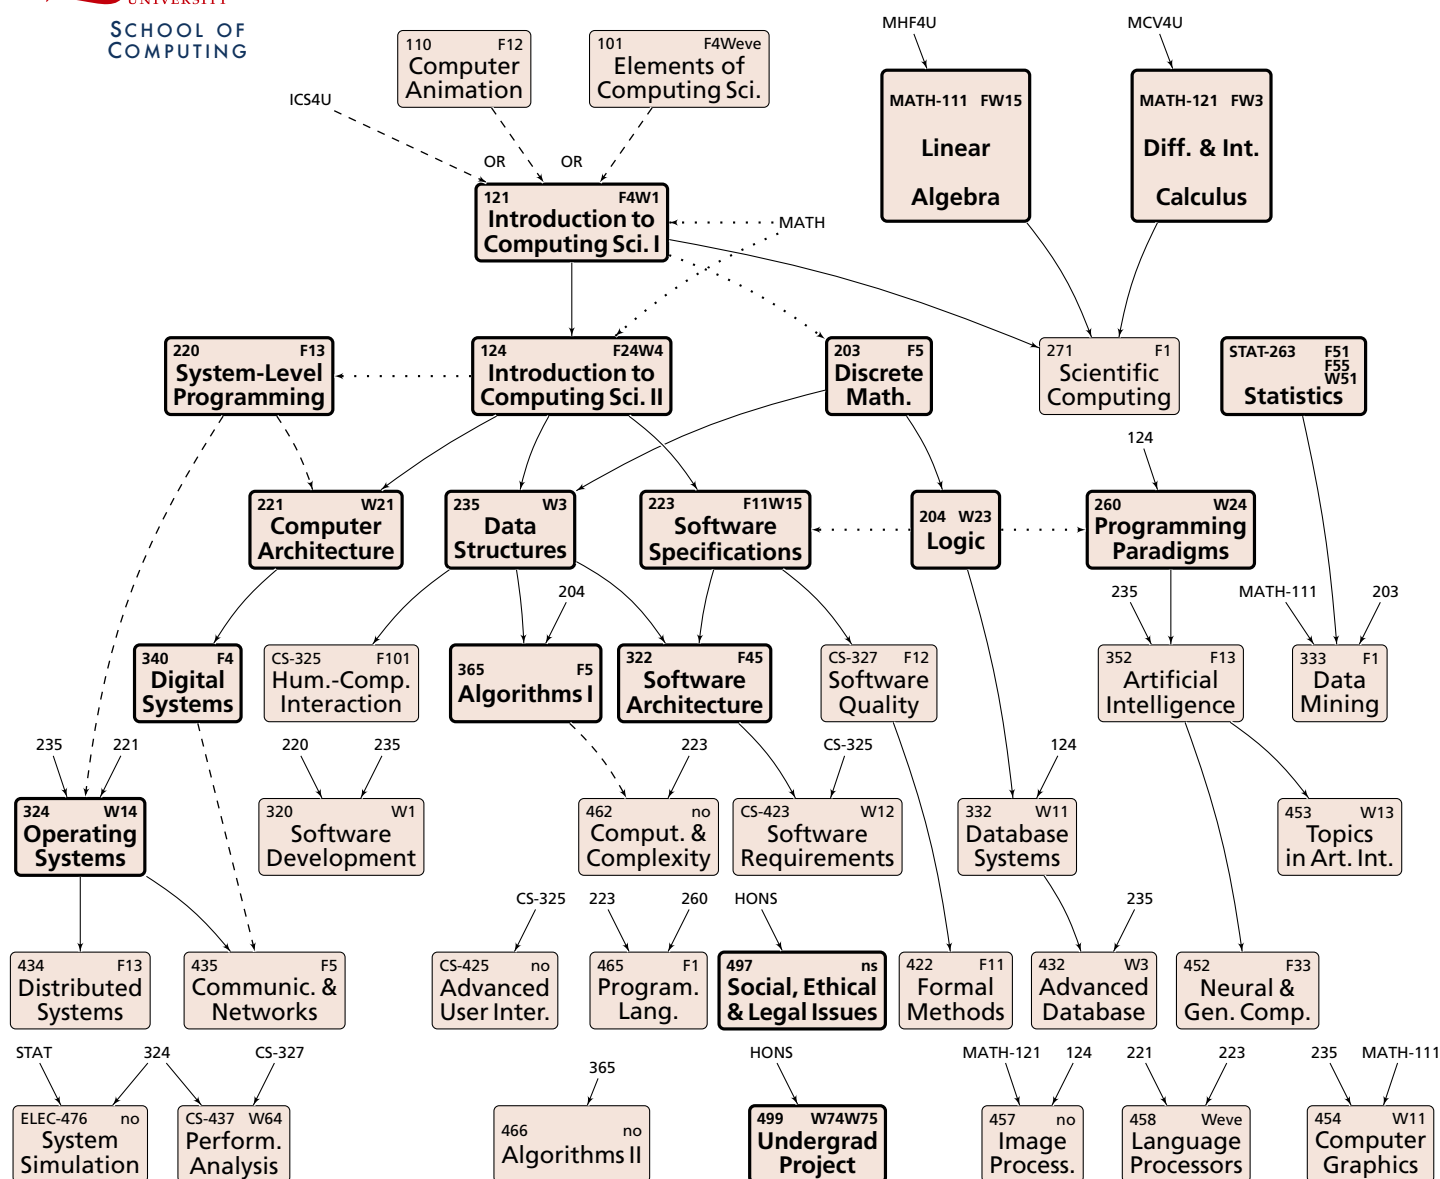 UNIVERSITY
SCHOOL OF
COMPUTING
110 F12
Computer
Animation
101 F4Weve
Elements of
Computing Sci.
MHF4U
MCV4U
ICS4U
MATH-111 FW15
Linear
Algebra
MATH-121 FW3
Diff. & Int.
Calculus
OR
OR
121 F4W1
Introduction to
Computing Sci. I
MATH
220 F13
System-Level
Programming
124 F24W4
Introduction to
Computing Sci. II
203 F5
Discrete
Math.
271 F1
Scientific
Computing
STAT-263 F51
F55
W51
Statistics
124
221 W21
Computer
Architecture
235 W3
Data
Structures
223 F11W15
Software
Specifications
204 W23
Logic
260 W24
Programming
Paradigms
204
235
MATH-111
203
340 F4
Digital
Systems
CS-325 F101
Hum.-Comp.
Interaction
365 F5
Algorithms I
322 F45
Software
Architecture
CS-327 F12
Software
Quality
352 F13
Artificial
Intelligence
333 F1
Data
Mining
235
221
220
235
223
CS-325
124
324 W14
Operating
Systems
320 W1
Software
Development
462 no
Comput. &
Complexity
CS-423 W12
Software
Requirements
332 W11
Database
Systems
453 W13
Topics
in Art. Int.
CS-325
223
260
HONS
235
434 F13
Distributed
Systems
435 F5
Communic. &
Networks
CS-425 no
Advanced
User Inter.
465 F1
Program.
Lang.
497 ns
Social, Ethical
& Legal Issues
422 F11
Formal
Methods
432 W3
Advanced
Database
452 F33
Neural &
Gen. Comp.
STAT
324
CS-327
365
HONS
MATH-121
124
221
223
235
MATH-111
ELEC-476 no
System
Simulation
CS-437 W64
Perform.
Analysis
466 no
Algorithms II
499 W74W75
Undergrad
Project
457 no
Image
Process.
458 Weve
Language
Processors
454 W11
Computer
Graphics